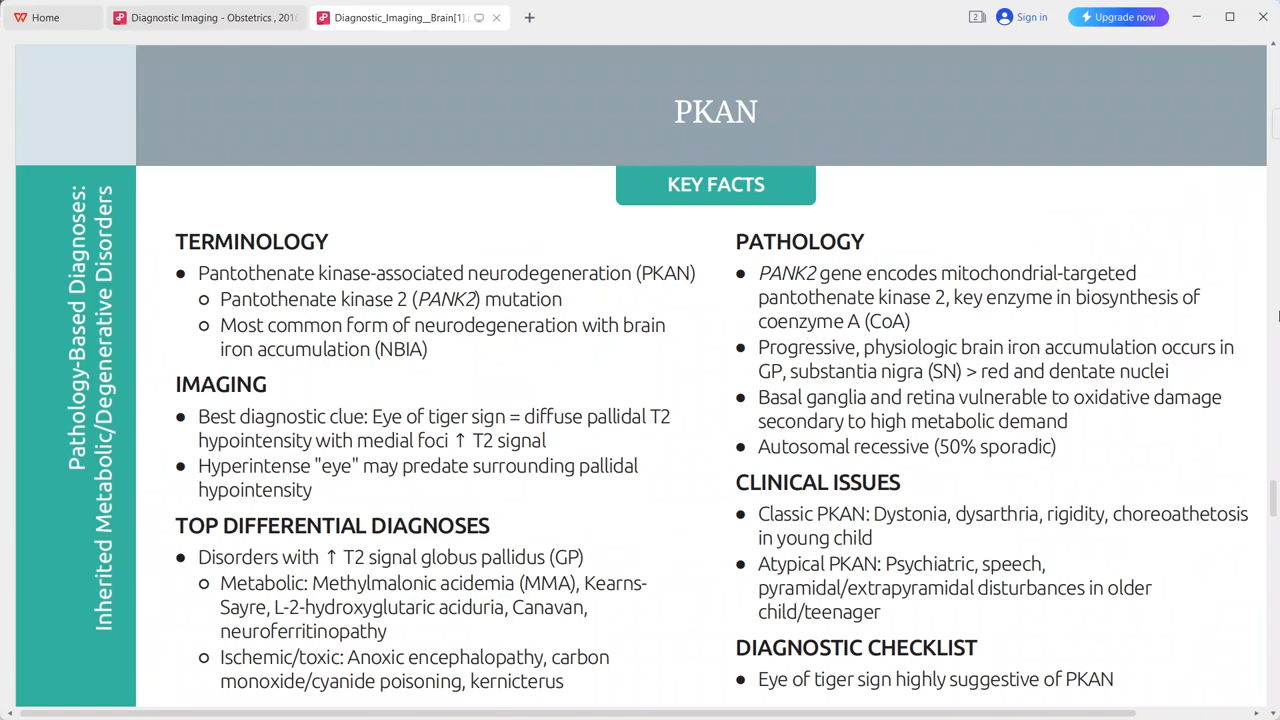 Home
Diagnostic Imaging - Obstetrics , 2016
Diagnostic_Imaging__Brain[1].p
2
Sign in
Upgrade now
PKAN
KEY FACTS
Pathology-Based Diagnoses:
Inherited Metabolic/Degenerative Disorders
TERMINOLOGY
● Pantothenate kinase-associated neurodegeneration (PKAN)
○ Pantothenate kinase 2 (PANK2) mutation
○ Most common form of neurodegeneration with brain
iron accumulation (NBIA)
IMAGING
● Best diagnostic clue: Eye of tiger sign = diffuse pallidal T2
hypointensity with medial foci ↑ T2 signal
● Hyperintense "eye" may predate surrounding pallidal
hypointensity
TOP DIFFERENTIAL DIAGNOSES
● Disorders with ↑ T2 signal globus pallidus (GP)
○ Metabolic: Methylmalonic acidemia (MMA), Kearns-
Sayre, L-2-hydroxyglutaric aciduria, Canavan,
neuroferritinopathy
○ Ischemic/toxic: Anoxic encephalopathy, carbon
monoxide/cyanide poisoning, kernicterus
PATHOLOGY
● PANK2 gene encodes mitochondrial-targeted
pantothenate kinase 2, key enzyme in biosynthesis of
coenzyme A (CoA)
● Progressive, physiologic brain iron accumulation occurs in
GP, substantia nigra (SN) > red and dentate nuclei
● Basal ganglia and retina vulnerable to oxidative damage
secondary to high metabolic demand
● Autosomal recessive (50% sporadic)
CLINICAL ISSUES
● Classic PKAN: Dystonia, dysarthria, rigidity, choreoathetosis
in young child
● Atypical PKAN: Psychiatric, speech,
pyramidal/extrapyramidal disturbances in older
child/teenager
DIAGNOSTIC CHECKLIST
● Eye of tiger sign highly suggestive of PKAN